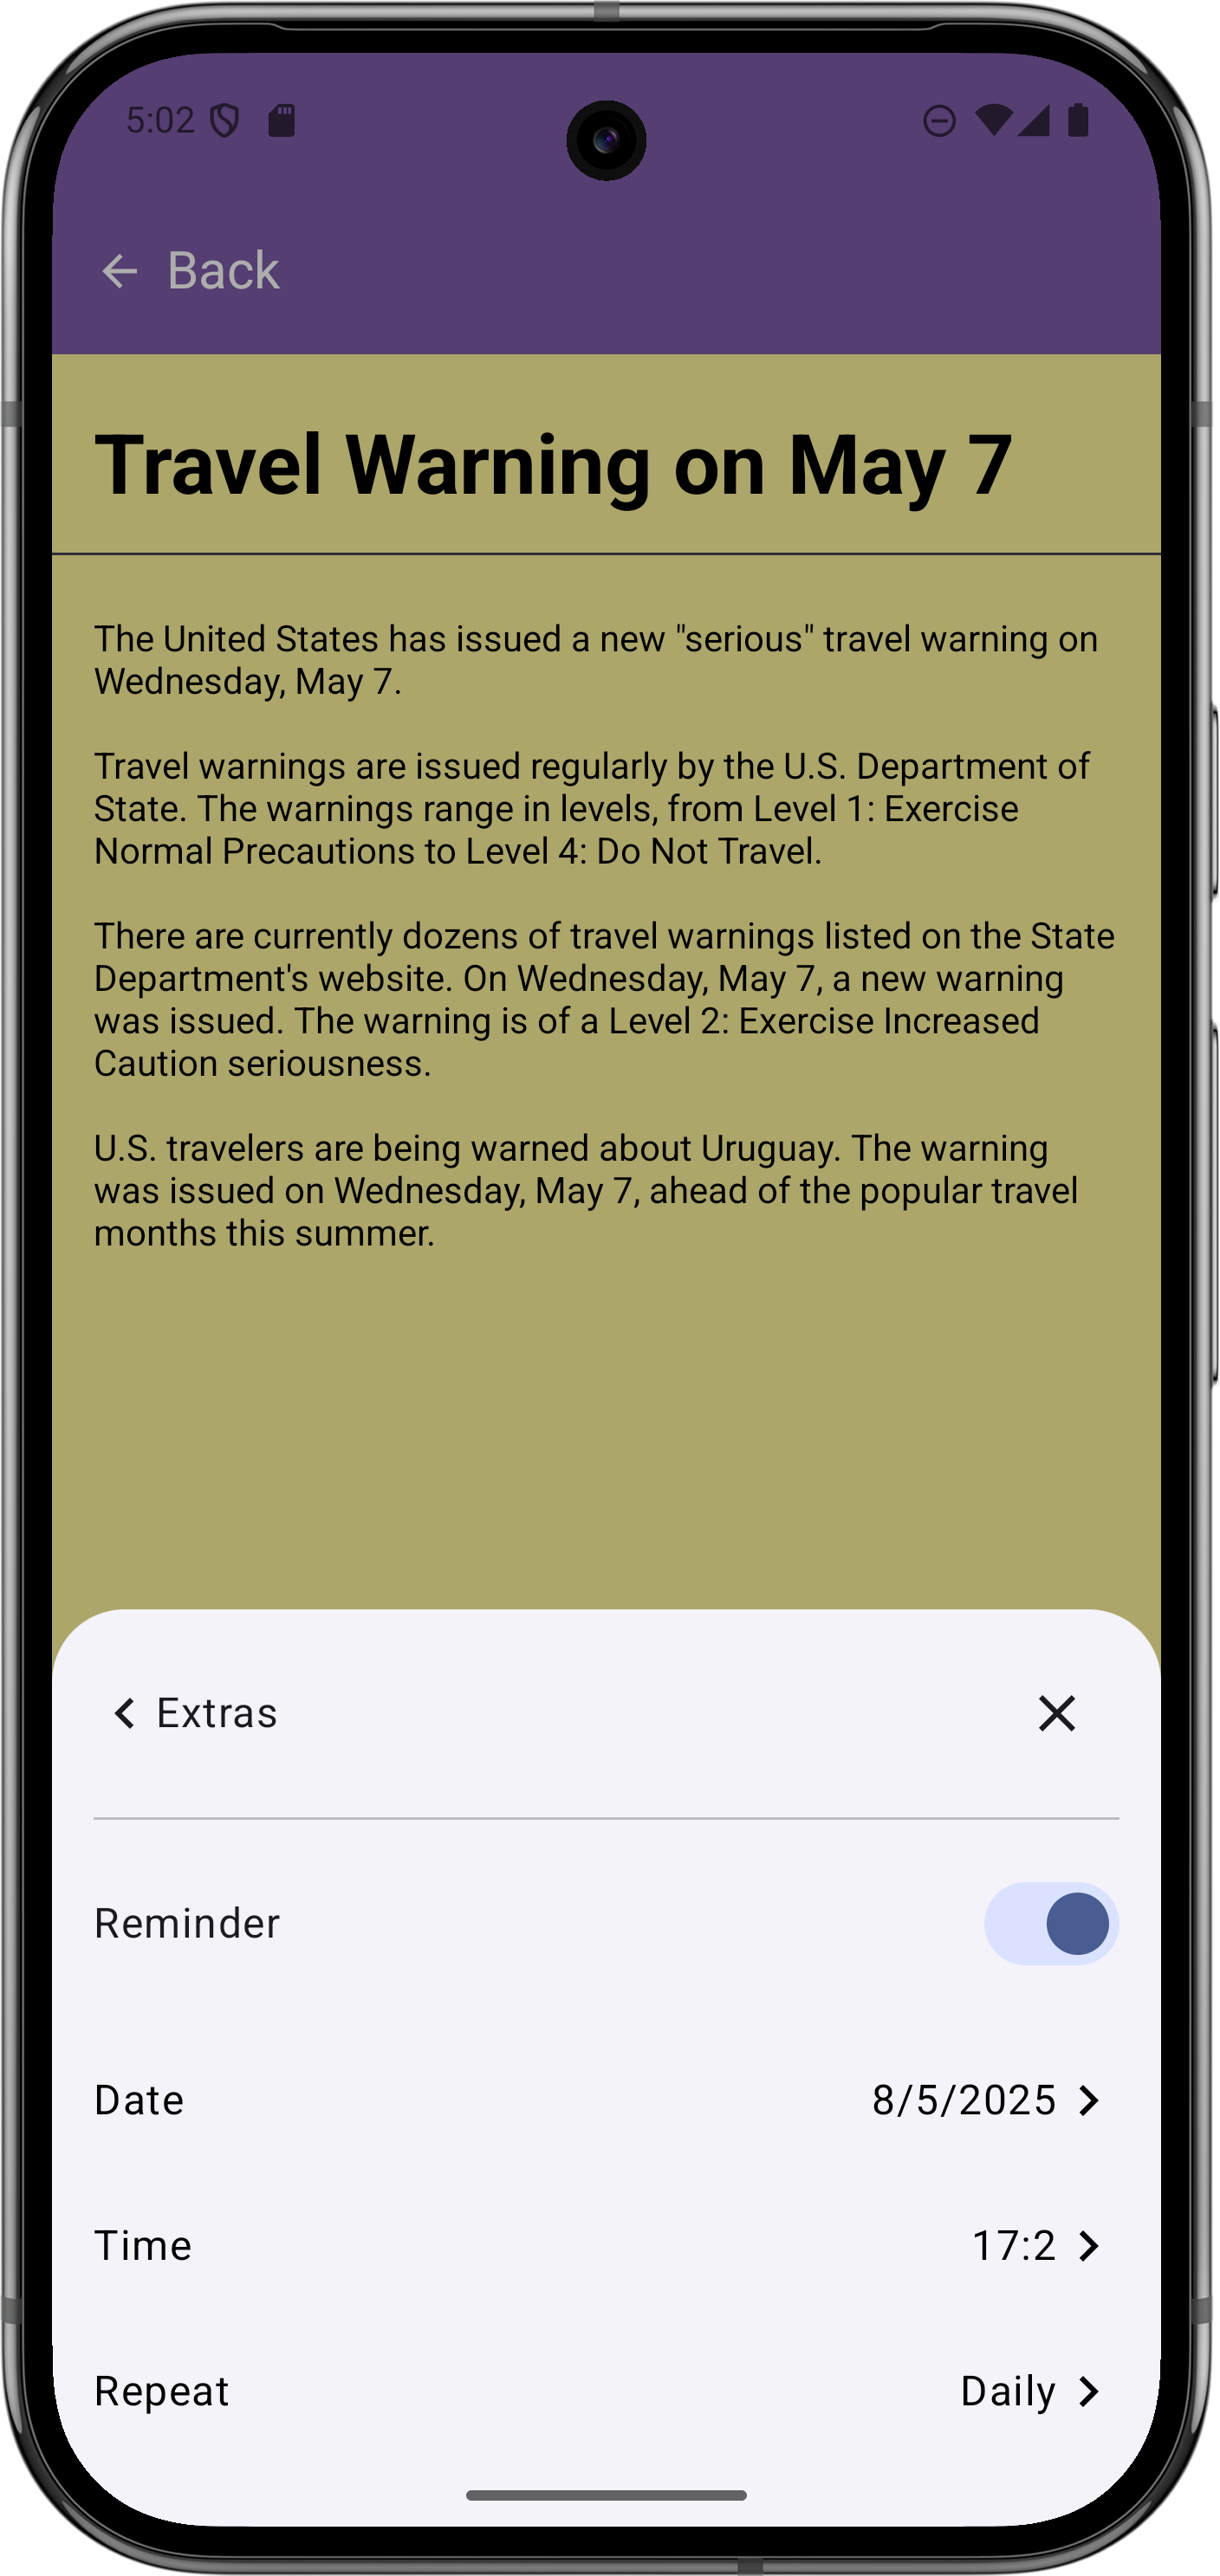 5:02
Back
Travel Warning on May 7
The United States has issued a new "serious" travel warning on
Wednesday, May 7.
Travel warnings are issued regularly by the U.S. Department of
State. The warnings range in levels, from Level 1: Exercise
Normal Precautions to Level 4: Do Not Travel.
There are currently dozens of travel warnings listed on the State
Department's website. On Wednesday, May 7, a new warning
was issued. The warning is of a Level 2: Exercise Increased
Caution seriousness.
U.S. travelers are being warned about Uruguay. The warning
was issued on Wednesday, May 7, ahead of the popular travel
months this summer.
Extras
Reminder
Date 8/5/2025
Time 17:2
Repeat Daily